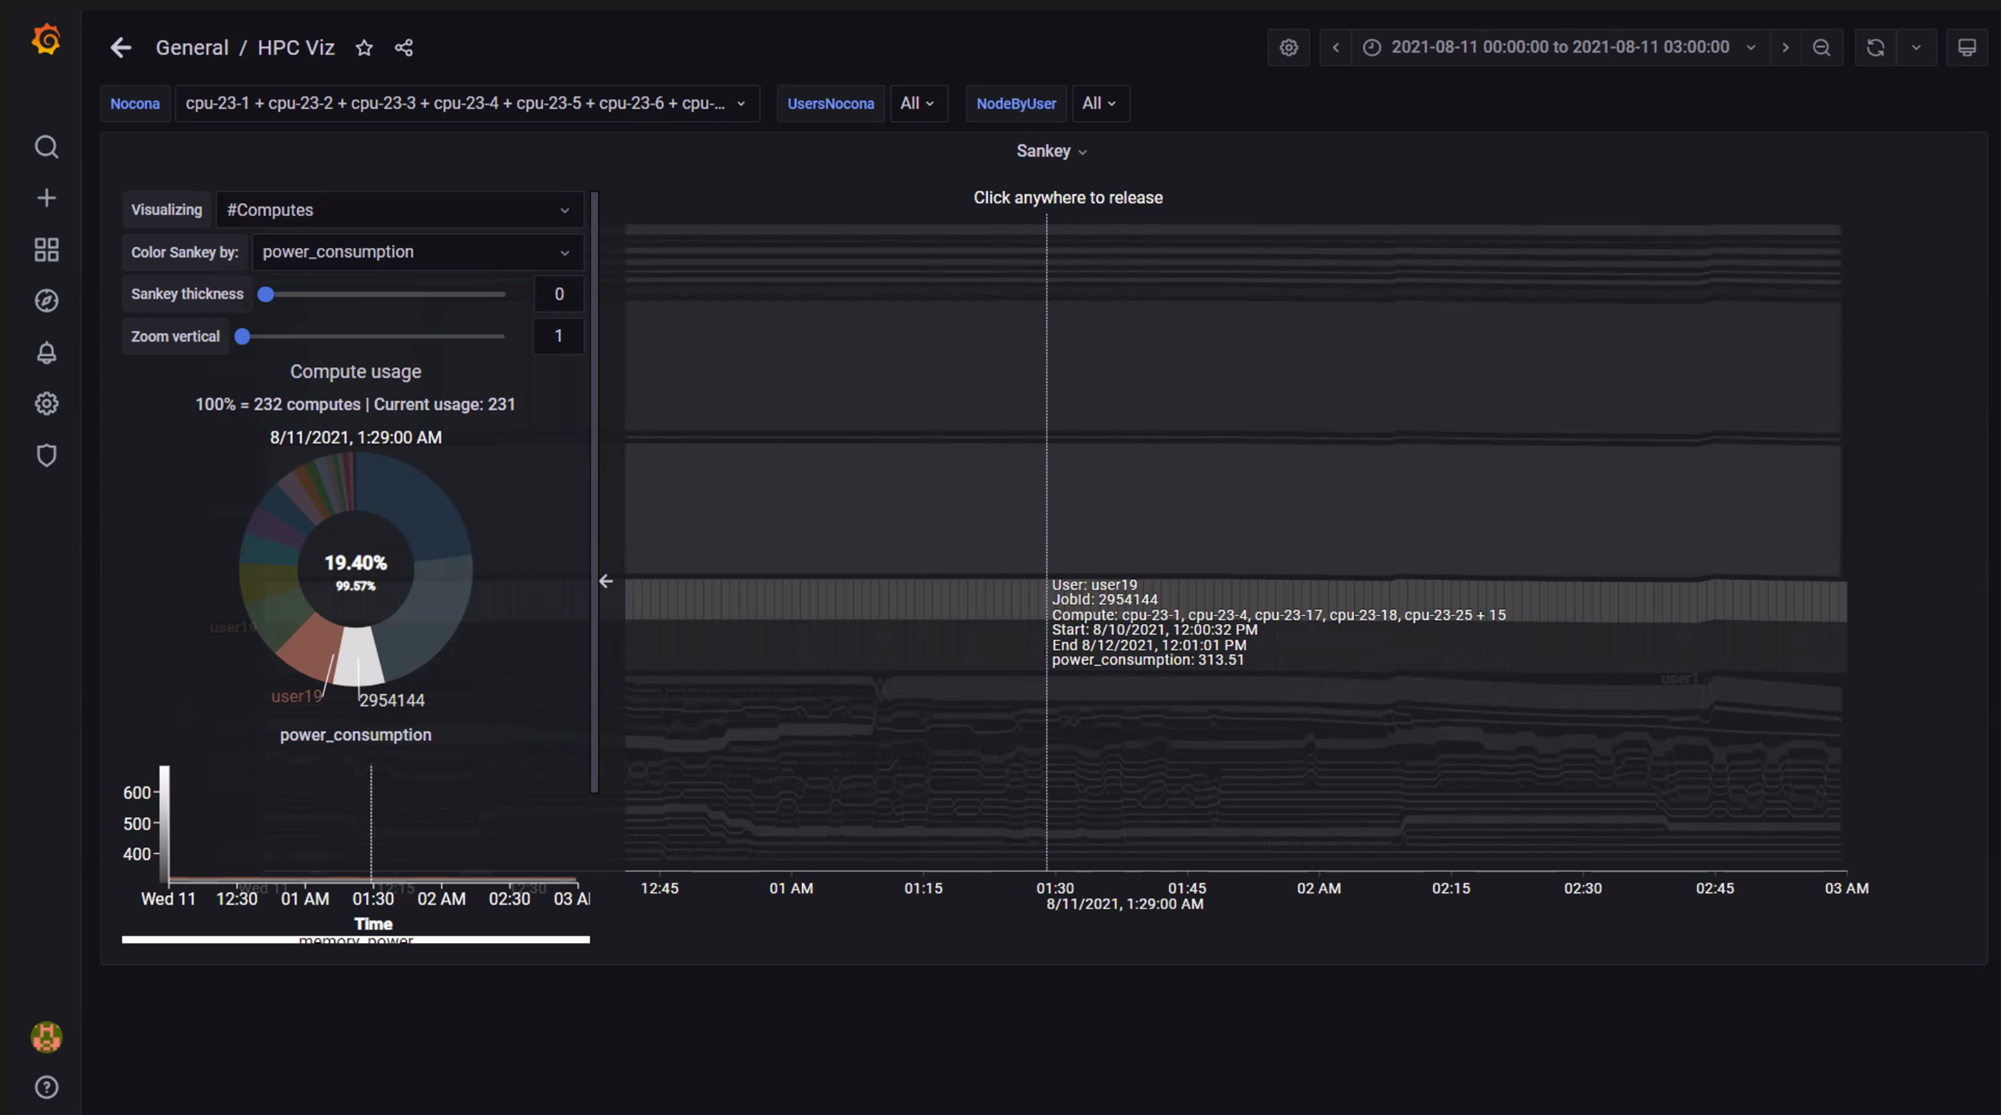 General / HPC Viz
2021-08-11 00:00:00 to 2021-08-11 03:00:00
Nocona cpu-23-1 + cpu-23-2 + cpu-23-3 + cpu-23-4 + cpu-23-5 + cpu-23-6 + cpu-... UsersNocona All NodeByUser All
Sankey
Visualizing #Computes
Color Sankey by: power_consumption
Sankey thickness 0
Zoom vertical 1
Compute usage
100% = 232 computes | Current usage: 231
8/11/2021, 1:29:00 AM
19.40%
99.57%
user19
user19
2954144
power_consumption
600
500
400
Wed 11 12:15 12:30
Wed 11 12:30 01 AM 01:30 02 AM 02:30 03 A
Time
memory_power
Click anywhere to release
User: user19
JobId: 2954144
Compute: cpu-23-1, cpu-23-4, cpu-23-17, cpu-23-18, cpu-23-25 + 15
Start: 8/10/2021, 12:00:32 PM
End 8/12/2021, 12:01:01 PM
power_consumption: 313.51
user1
12:45 01 AM 01:15 01:30 01:45 02 AM 02:15 02:30 02:45 03 AM
8/11/2021, 1:29:00 AM